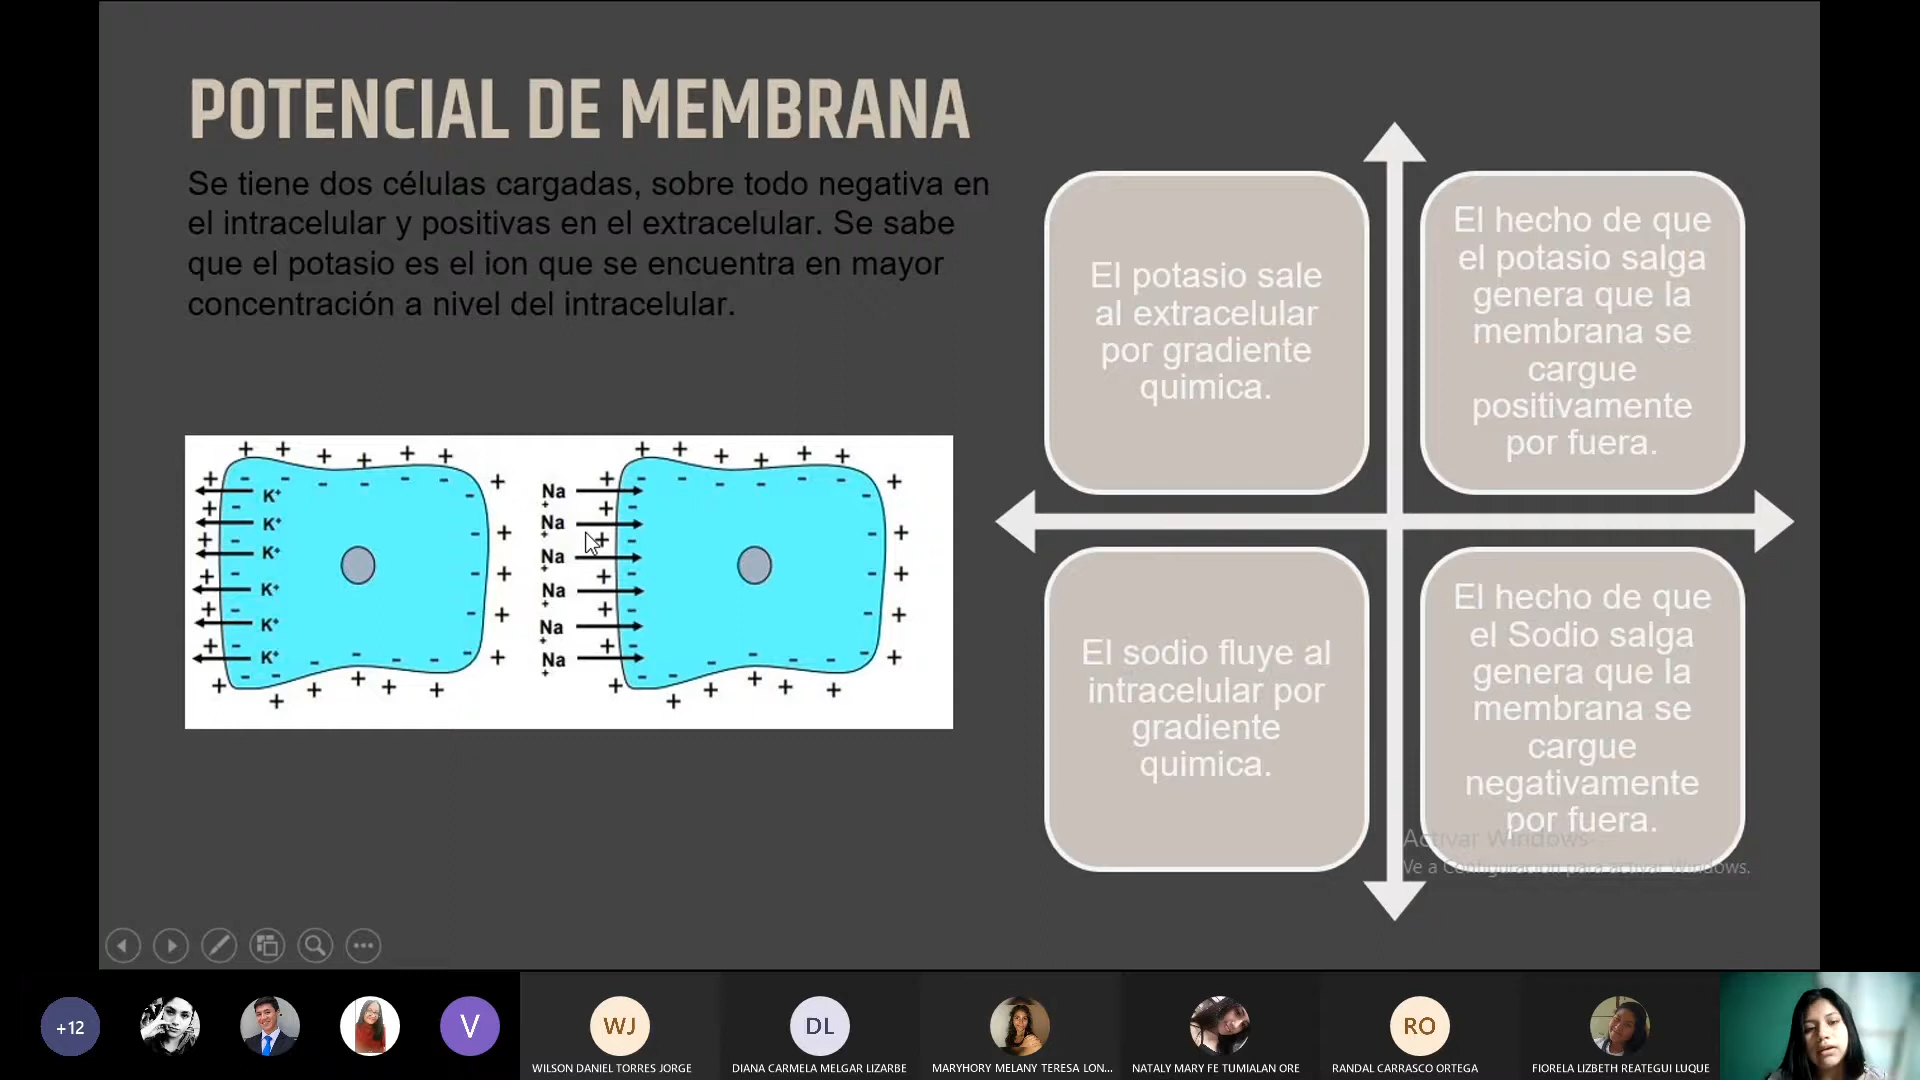 POTENCIAL DE MEMBRANA
Se tiene dos células cargadas, sobre todo negativa en
el intracelular y positivas en el extracelular. Se sabe
que el potasio es el ion que se encuentra en mayor
concentración a nivel del intracelular.
K+
K+
K+
K+
K+
K+
Na+
Na+
Na+
Na+
Na+
Na+
El potasio sale
al extracelular
por gradiente
quimica.
El hecho de que
el potasio salga
genera que la
membrana se
cargue
positivamente
por fuera.
El sodio fluye al
intracelular por
gradiente
quimica.
El hecho de que
el Sodio salga
genera que la
membrana se
cargue
negativamente
por fuera.
Activar Windows
Ve a Configuración para activar Windows.
+12
V
WJ
WILSON DANIEL TORRES JORGE
DL
DIANA CARMELA MELGAR LIZARBE
MARYHORY MELANY TERESA LON...
NATALY MARY FE TUMIALAN ORE
RO
RANDAL CARRASCO ORTEGA
FIORELA LIZBETH REATEGUI LUQUE